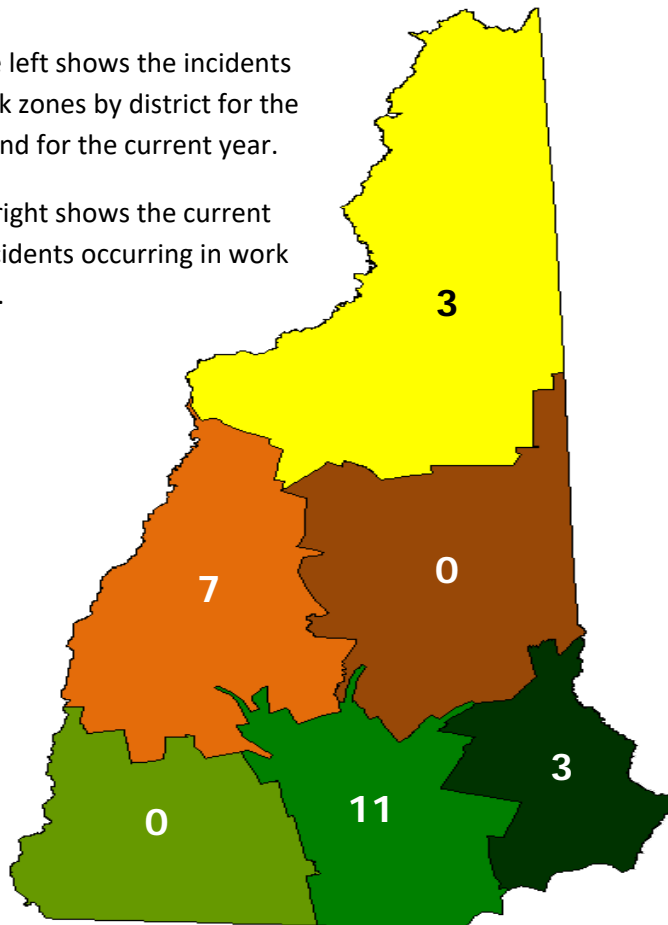 left shows the incidents
zones by district for the
nd for the current year.
right shows the current
cidents occurring in work
.
3
7
0
3
11
0